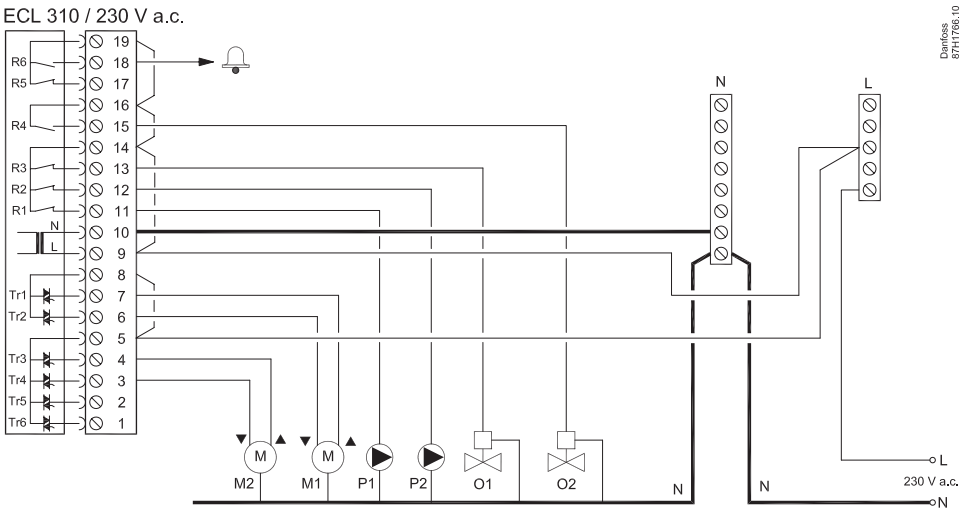 ECL 310 / 230 V a.c.
Danfoss
87H1766.10
R6
R5
R4
R3
R2
R1
N
L
Tr1
Tr2
Tr3
Tr4
Tr5
Tr6
19
18
17
16
15
14
13
12
11
10
9
8
7
6
5
4
3
2
1
N
L
M
M2
M
M1
P1
P2
O1
O2
N
N
L
230 V a.c.
N